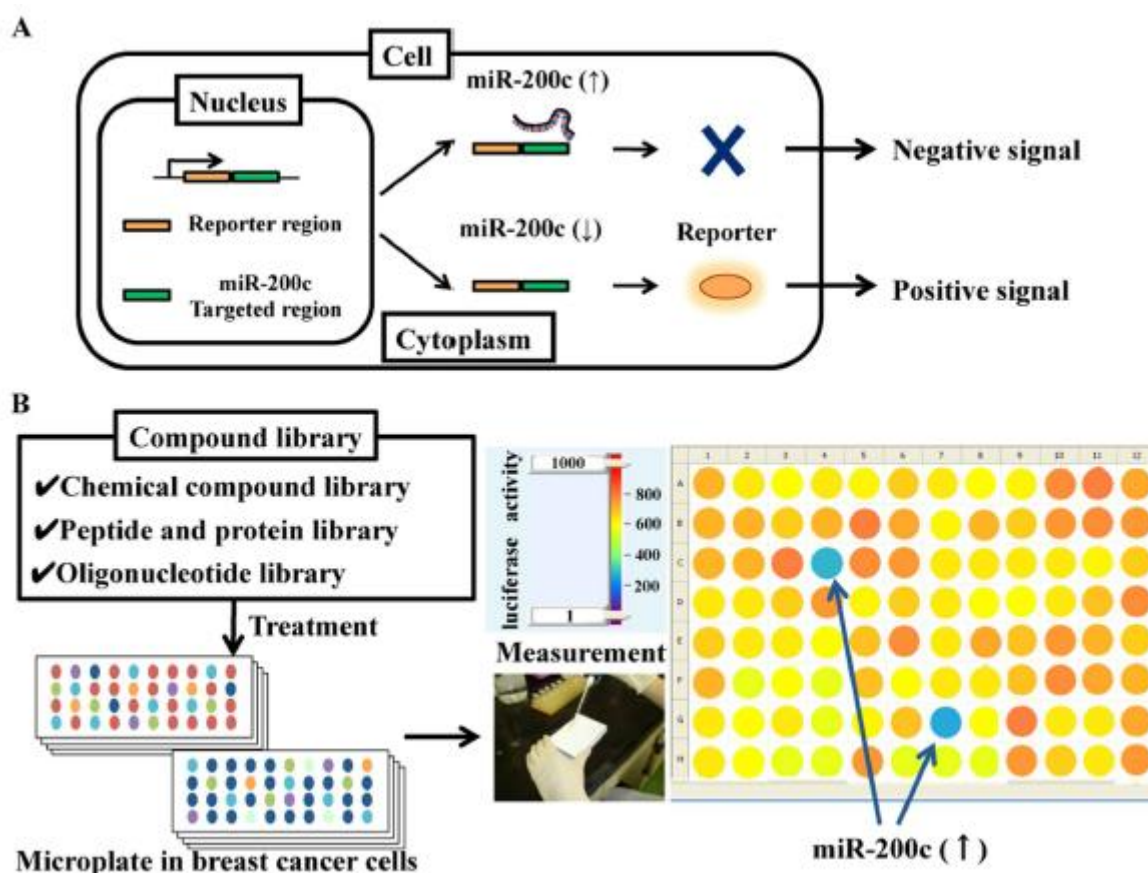 A
Cell
Nucleus
miR-200c (↑)
Negative signal
Reporter region
miR-200c (↓)
Reporter
miR-200c
Targeted region
Positive signal
Cytoplasm
B
Compound library
✔Chemical compound library
✔Peptide and protein library
✔Oligonucleotide library
Treatment
luciferase activity
1000
800
600
400
200
1
Measurement
1 2 3 4 5 6 7 8 9 10 11 12
A
B
C
D
E
F
G
H
Microplate in breast cancer cells
miR-200c (↑)